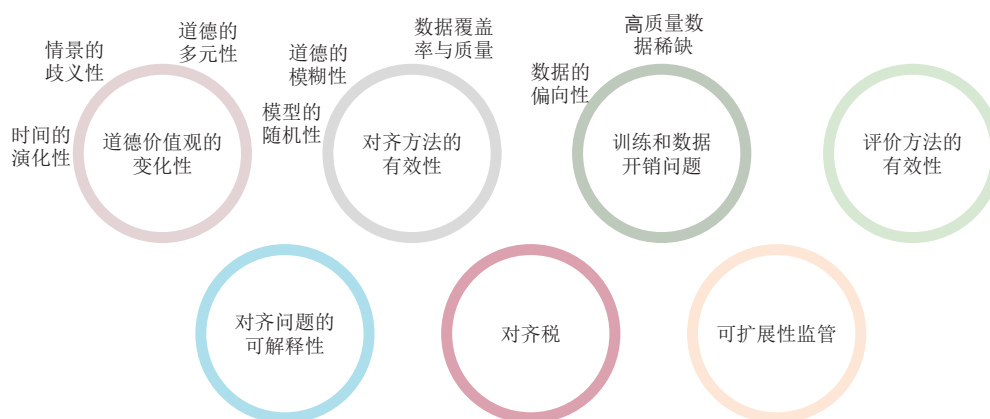 道德的
多元性
情景的
歧义性
时间的
演化性
道德价值观的
变化性
数据覆盖
率与质量
道德的
模糊性
模型的
随机性
对齐方法的
有效性
高质量数
据稀缺
数据的
偏向性
训练和数据
开销问题
评价方法的
有效性
对齐问题的
可解释性
对齐税
可扩展性监管